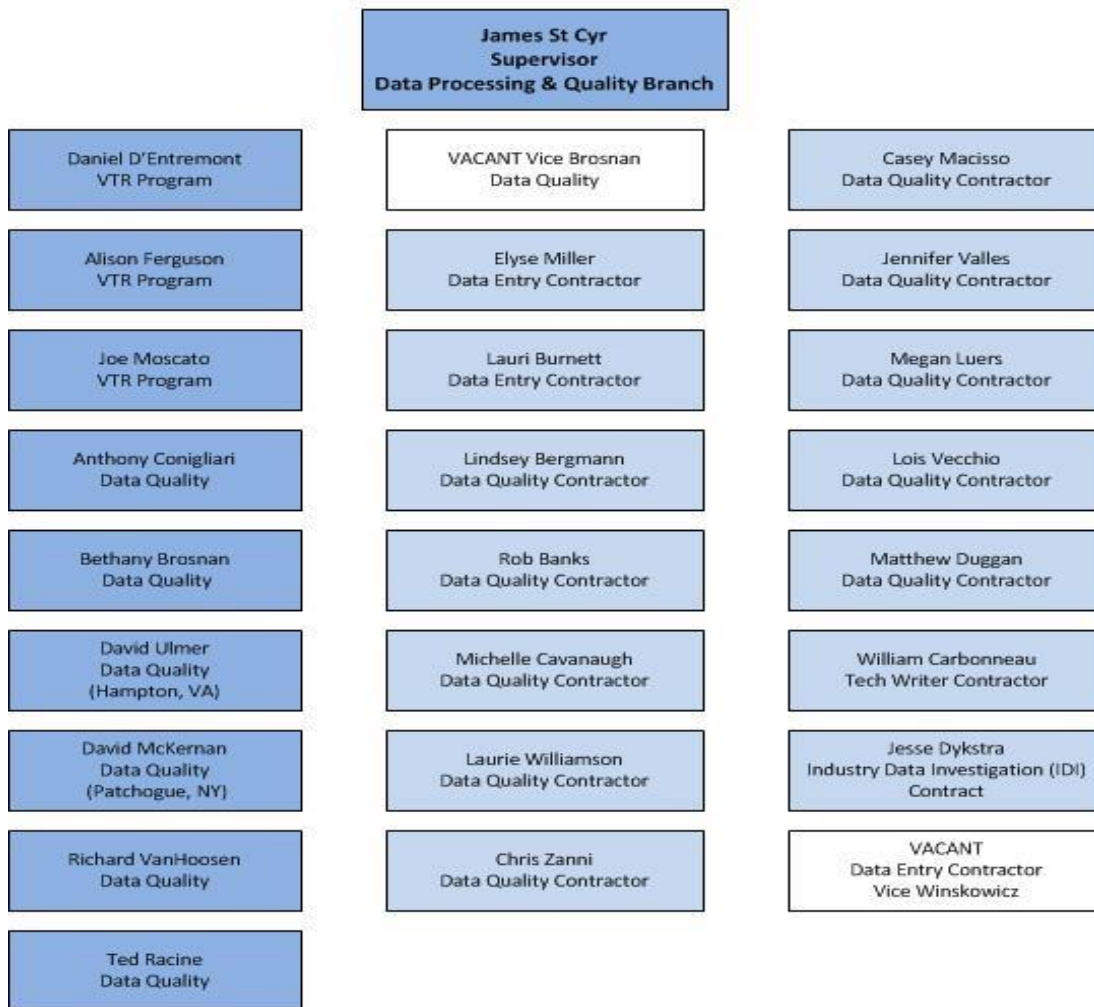 James St Cyr
Supervisor
Data Processing & Quality Branch
Daniel D'Entremont
VTR Program
Alison Ferguson
VTR Program
Joe Moscato
VTR Program
Anthony Conigliari
Data Quality
Bethany Brosnan
Data Quality
David Ulmer
Data Quality
(Hampton, VA)
David McKernan
Data Quality
(Patchogue, NY)
Richard VanHoosen
Data Quality
Ted Racine
Data Quality
VACANT Vice Brosnan
Data Quality
Elyse Miller
Data Entry Contractor
Lauri Burnett
Data Entry Contractor
Lindsey Bergmann
Data Quality Contractor
Rob Banks
Data Quality Contractor
Michelle Cavanaugh
Data Quality Contractor
Laurie Williamson
Data Quality Contractor
Chris Zanni
Data Quality Contractor
Casey Macisso
Data Quality Contractor
Jennifer Valles
Data Quality Contractor
Megan Luers
Data Quality Contractor
Lois Vecchio
Data Quality Contractor
Matthew Duggan
Data Quality Contractor
William Carbonneau
Tech Writer Contractor
Jesse Dykstra
Industry Data Investigation (IDI)
Contract
VACANT
Data Entry Contractor
Vice Winskowicz